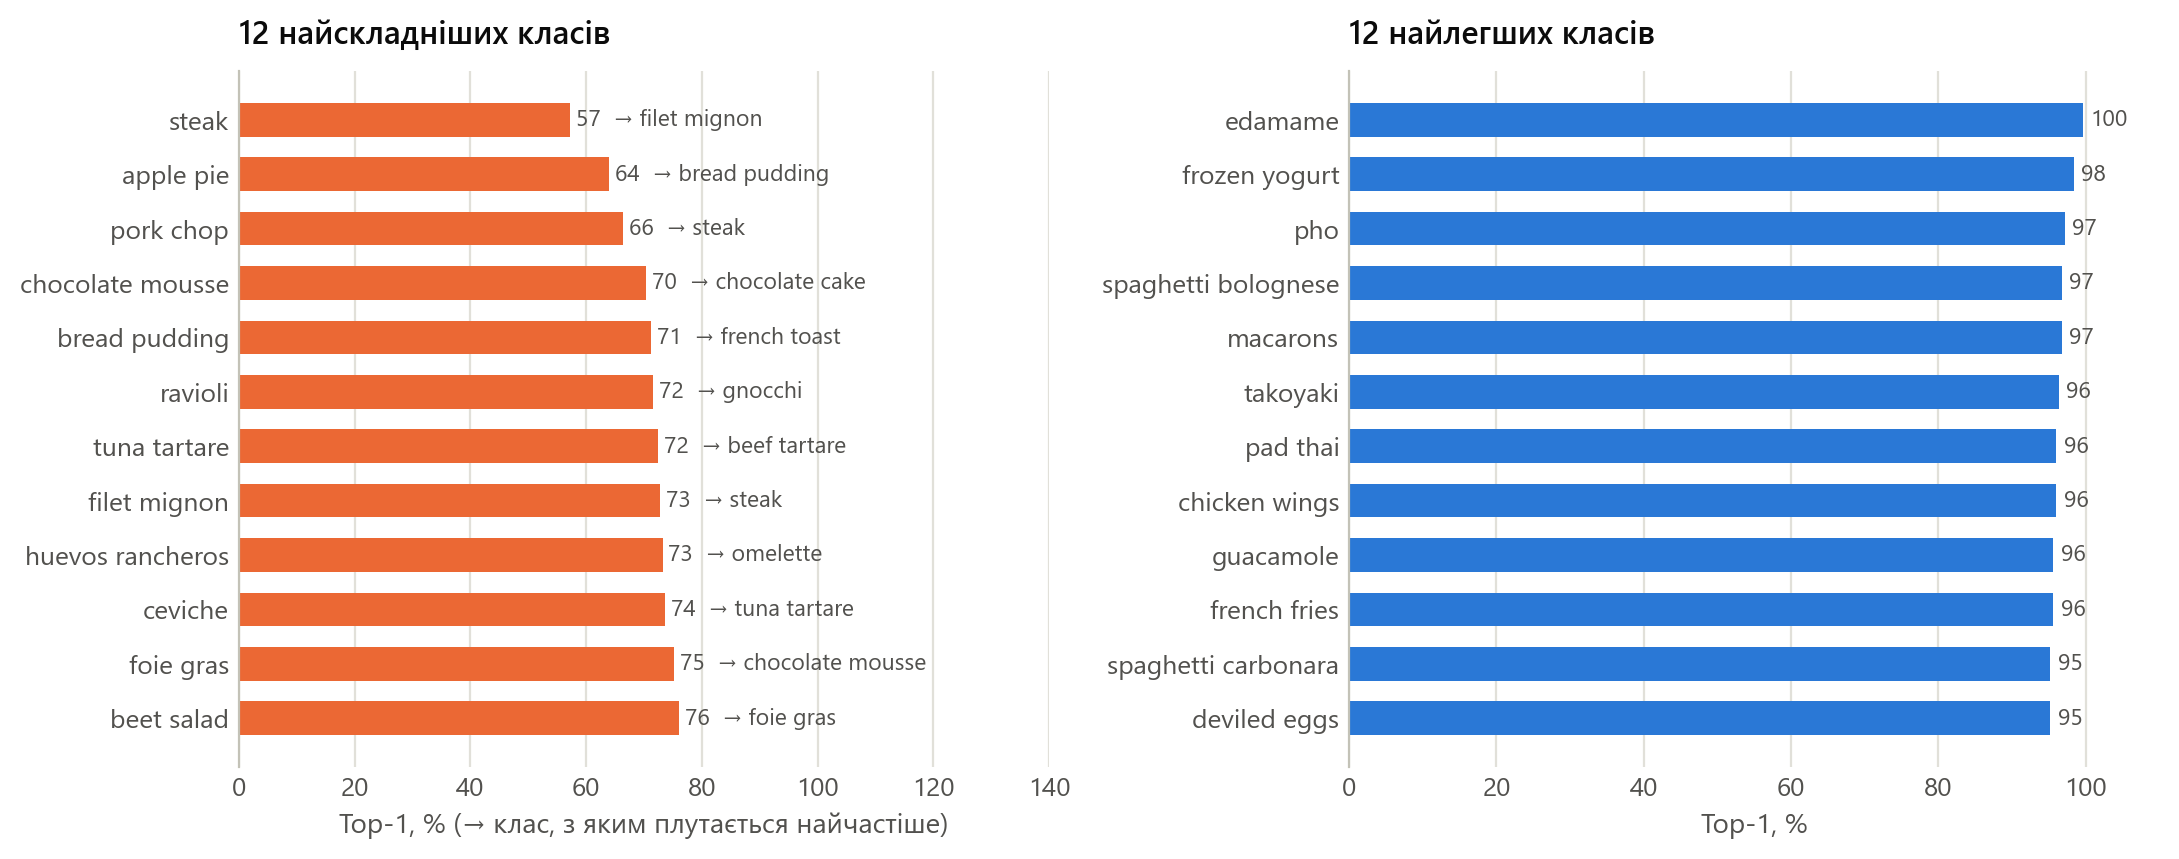 12 найскладніших класів
steak 57 → filet mignon
apple pie 64 → bread pudding
pork chop 66 → steak
chocolate mousse 70 → chocolate cake
bread pudding 71 → french toast
ravioli 72 → gnocchi
tuna tartare 72 → beef tartare
filet mignon 73 → steak
huevos rancheros 73 → omelette
ceviche 74 → tuna tartare
foie gras 75 → chocolate mousse
beet salad 76 → foie gras
0 20 40 60 80 100 120 140
Top-1, % (→ клас, з яким плутається найчастіше)
12 найлегших класів
edamame 100
frozen yogurt 98
pho 97
spaghetti bolognese 97
macarons 97
takoyaki 96
pad thai 96
chicken wings 96
guacamole 96
french fries 96
spaghetti carbonara 95
deviled eggs 95
0 20 40 60 80 100
Top-1, %